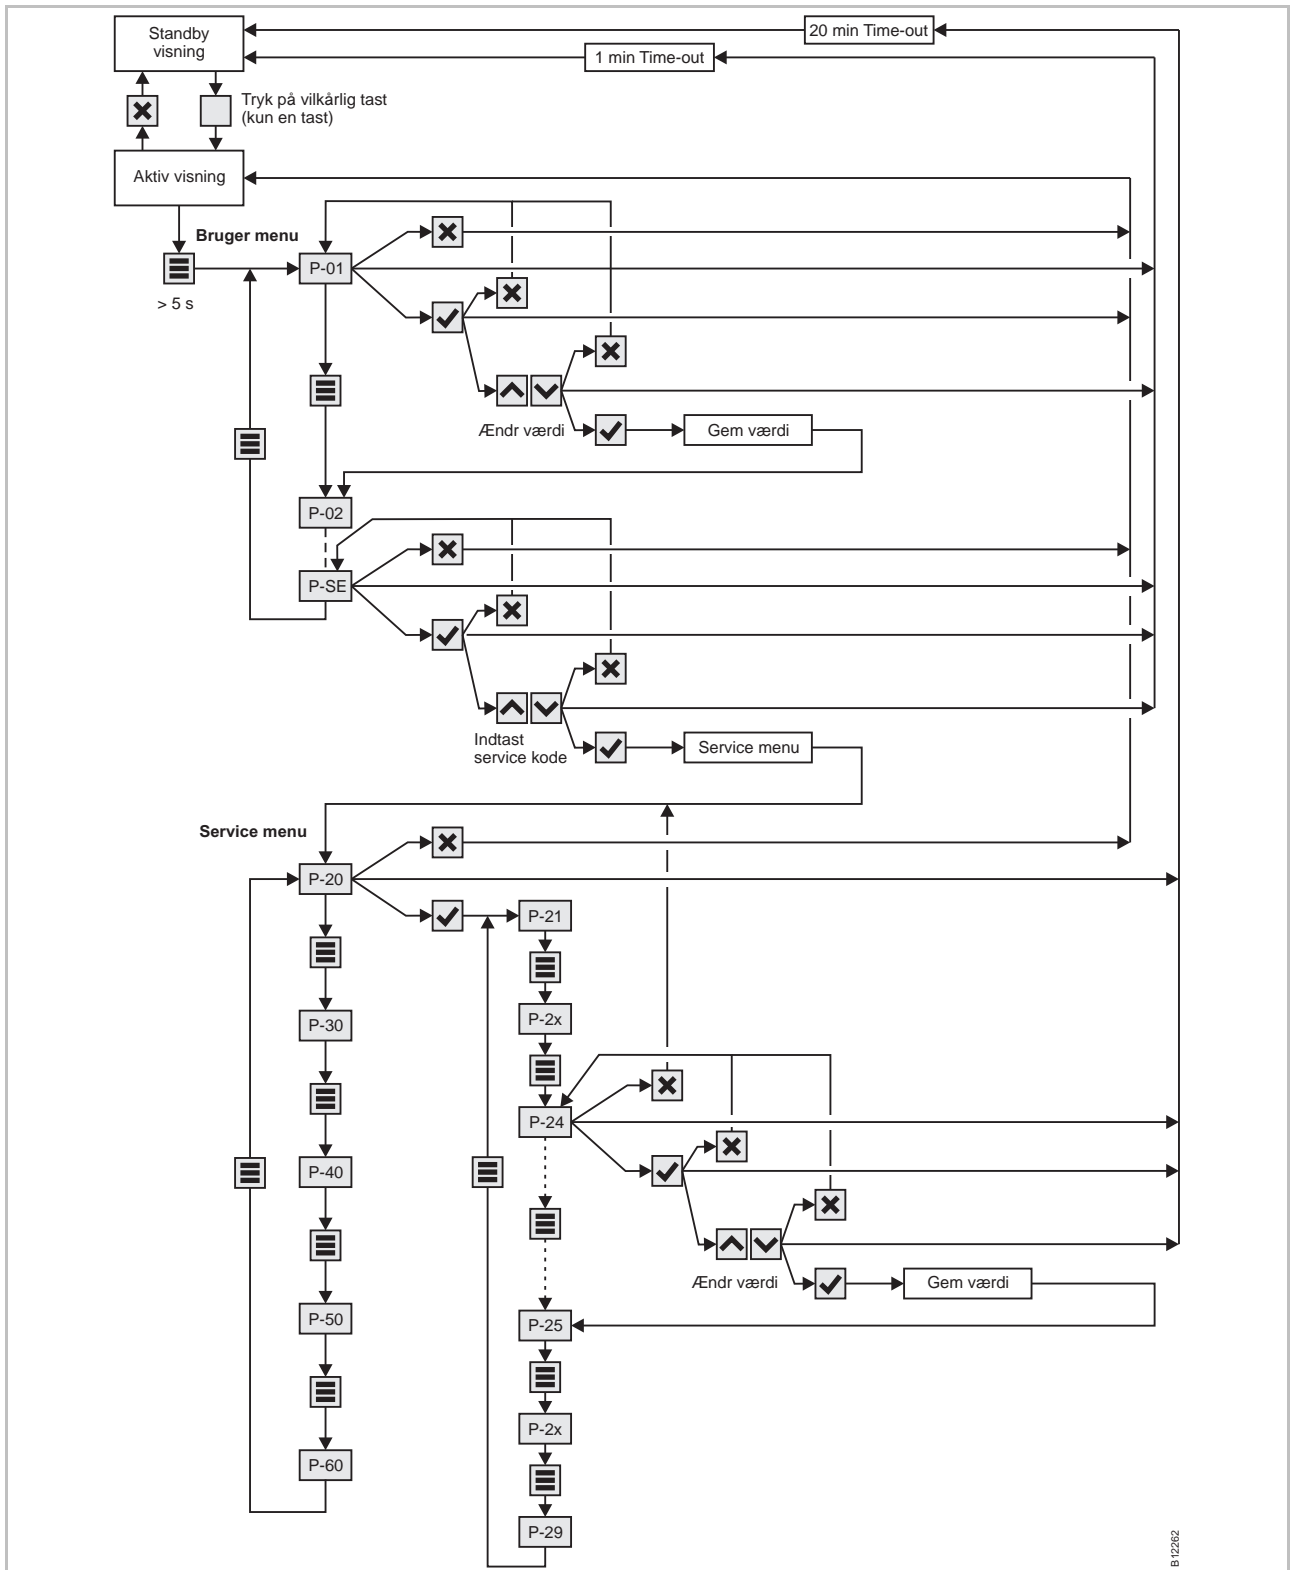 Standby
visning
20 min Time-out
1 min Time-out
Tryk på vilkårlig tast
(kun en tast)
Aktiv visning
Bruger menu
P-01
> 5 s
Ændr værdi
Gem værdi
P-02
P-SE
Indtast
service kode
Service menu
Service menu
P-20
P-21
P-30
P-2x
P-24
P-40
Ændr værdi
Gem værdi
P-50
P-25
P-2x
P-60
P-29
B12262